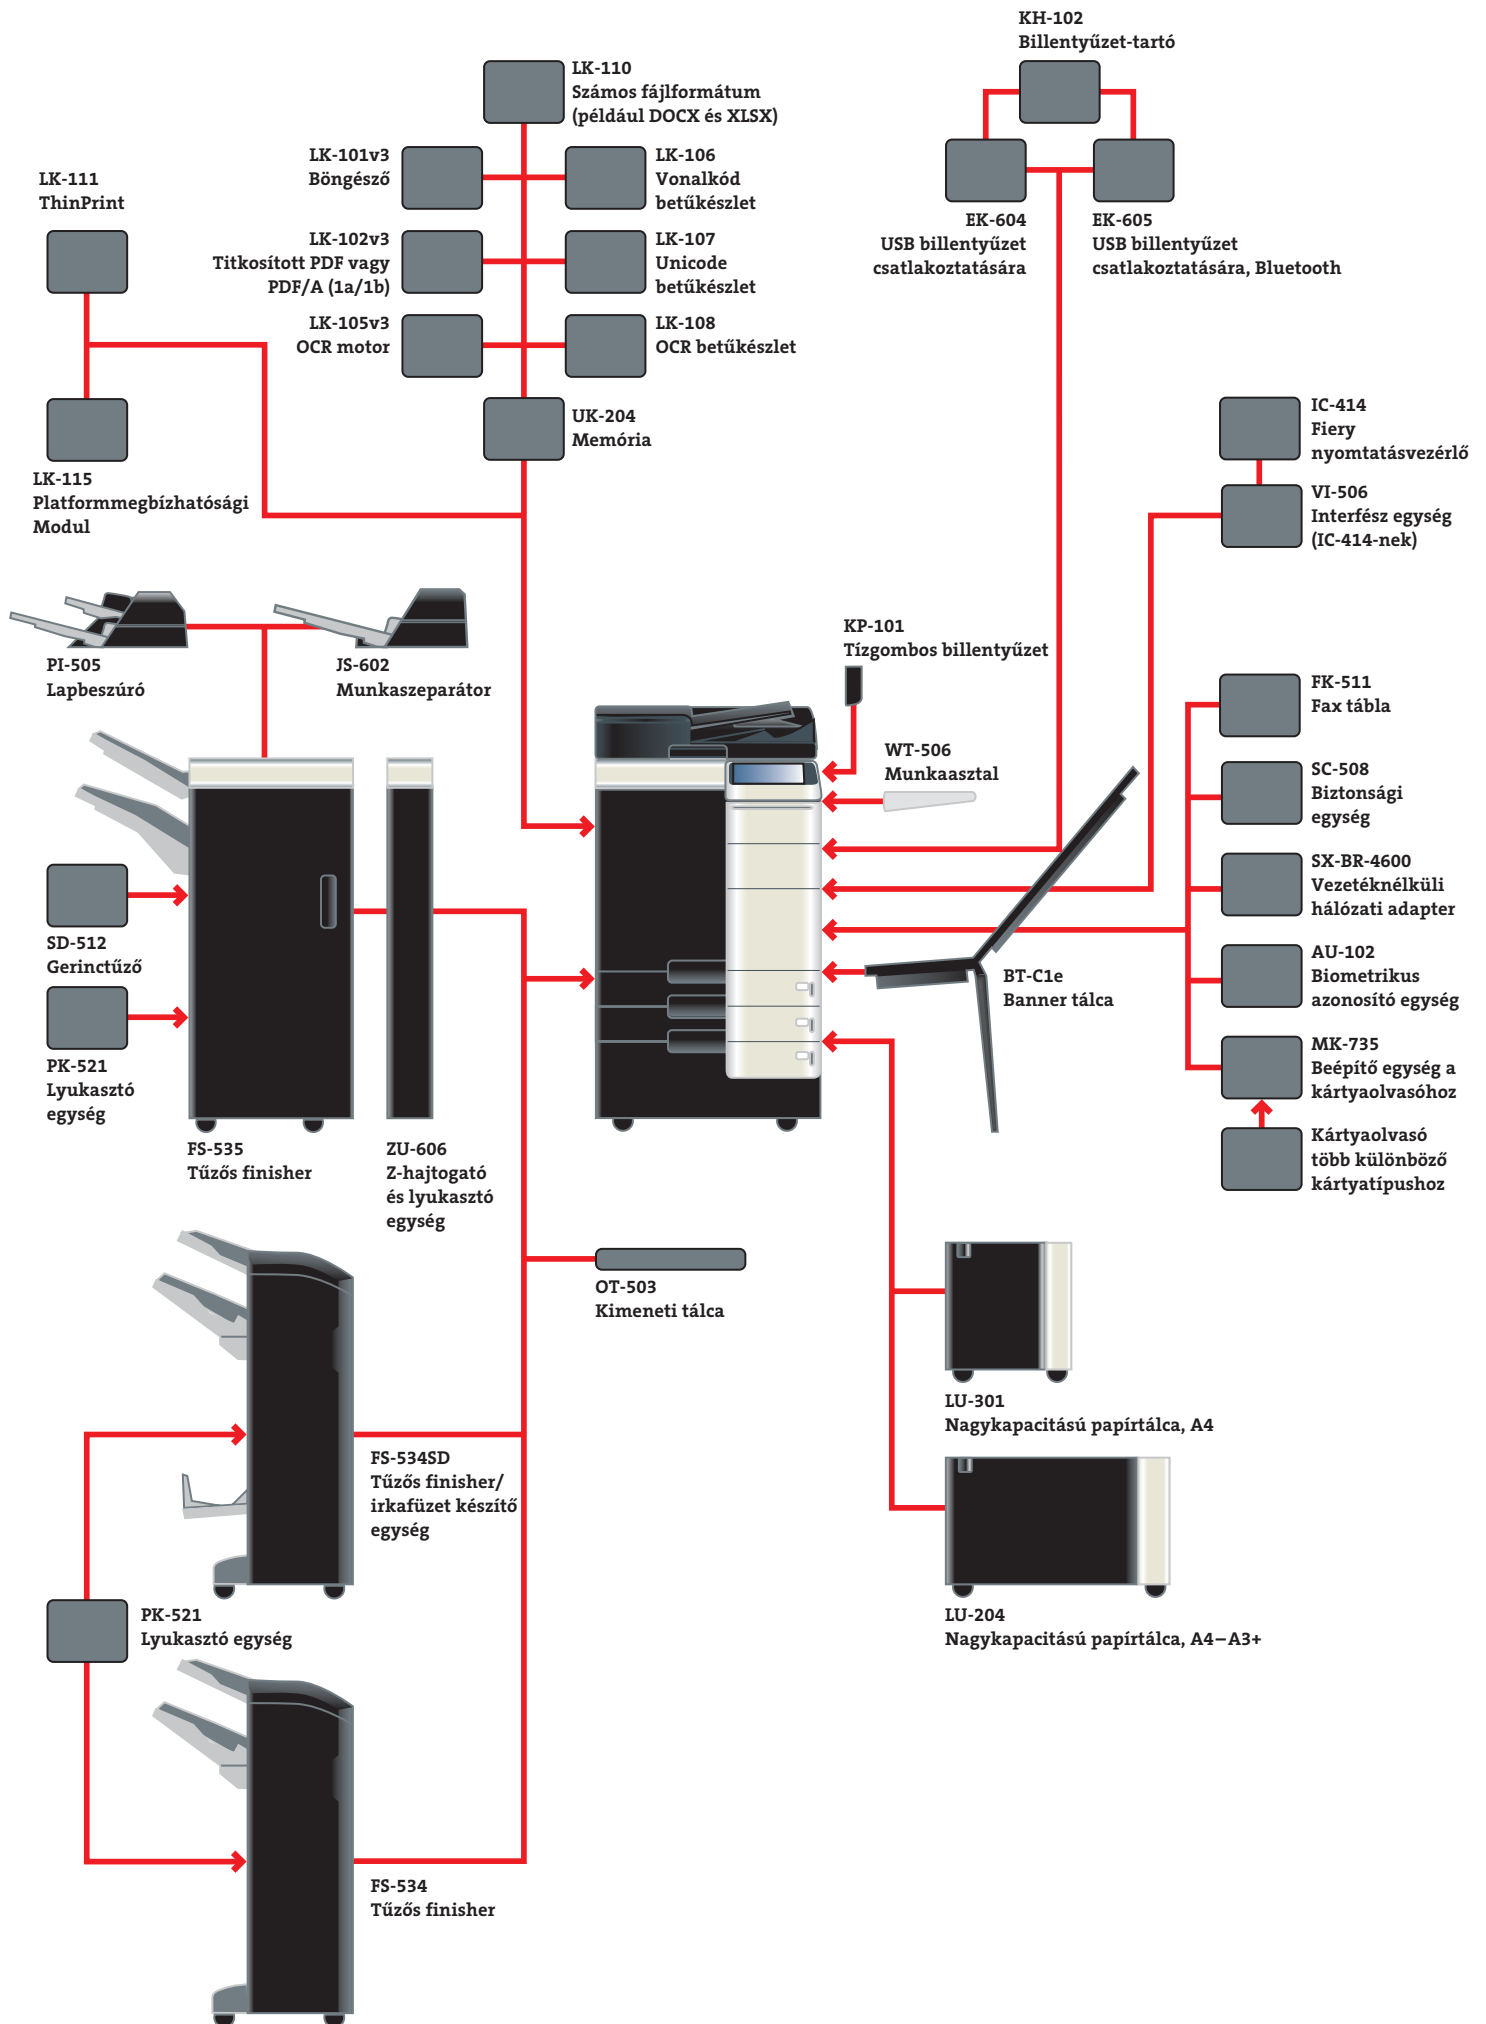 KH-102
Billentyűzet-tartó
LK-110
Számos fájlformátum
(például DOCX és XLSX)
LK-101v3
Böngésző
LK-106
Vonalkód
betűkészlet
LK-111
ThinPrint
EK-604
USB billentyűzet
csatlakoztatására
EK-605
USB billentyűzet
csatlakoztatására, Bluetooth
LK-102v3
Titkosított PDF vagy
PDF/A (1a/1b)
LK-107
Unicode
betűkészlet
LK-105v3
OCR motor
LK-108
OCR betűkészlet
UK-204
Memória
IC-414
Fiery
nyomtatásvezérlő
LK-115
Platformmegbízhatósági
Modul
VI-506
Interfész egység
(IC-414-nek)
PI-505
Lapbeszúró
JS-602
Munkaszeparátor
KP-101
Tízgombos billentyűzet
FK-511
Fax tábla
WT-506
Munkaasztal
SC-508
Biztonsági
egység
SX-BR-4600
Vezetéknélküli
hálózati adapter
SD-512
Gerinctűző
AU-102
Biometrikus
azonosító egység
BT-C1e
Banner tálca
PK-521
Lyukasztó
egység
MK-735
Beépítő egység a
kártyaolvasóhoz
FS-535
Tűzős finisher
ZU-606
Z-hajtogató
és lyukasztó
egység
Kártyaolvasó
több különböző
kártyatípushoz
OT-503
Kimeneti tálca
LU-301
Nagykapacitású papírtálca, A4
FS-534SD
Tűzős finisher/
irkafüzet készítő
egység
PK-521
Lyukasztó egység
LU-204
Nagykapacitású papírtálca, A4–A3+
FS-534
Tűzős finisher